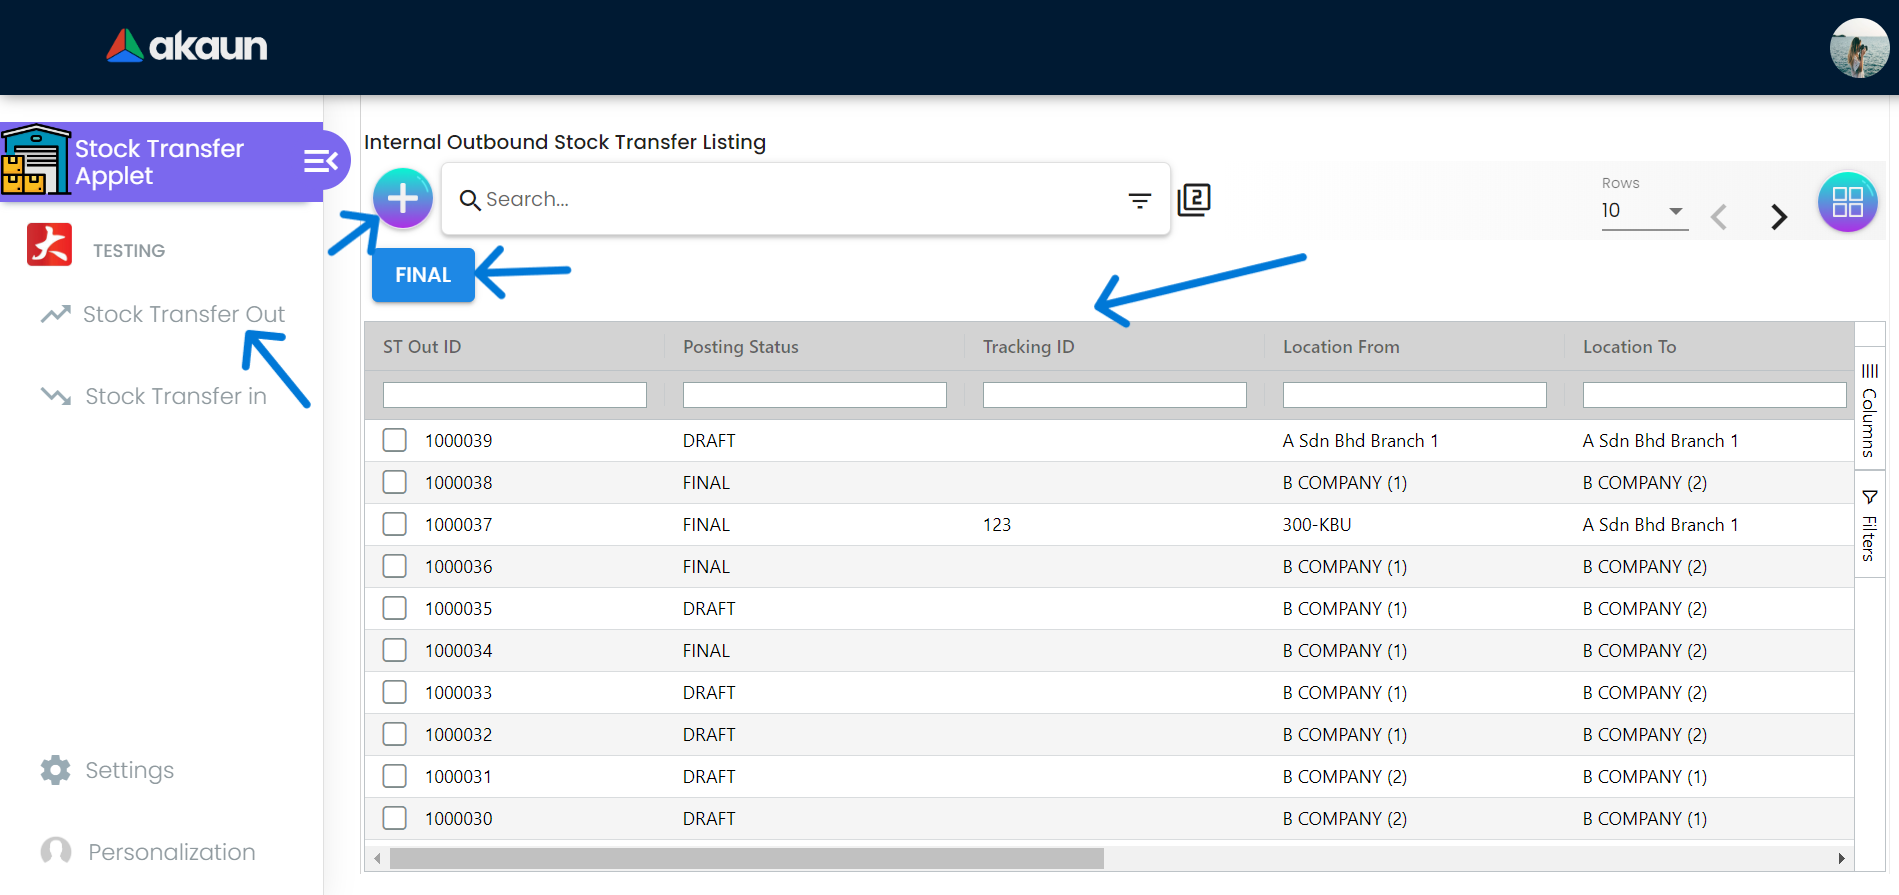 akaun
Stock Transfer
Applet
TESTING
Stock Transfer Out
Stock Transfer in
Settings
Personalization
Internal Outbound Stock Transfer Listing
Search...
2
Rows
10
FINAL
ST Out ID Posting Status Tracking ID Location From Location To
1000039 DRAFT A Sdn Bhd Branch 1 A Sdn Bhd Branch 1
1000038 FINAL B COMPANY (1) B COMPANY (2)
1000037 FINAL 123 300-KBU A Sdn Bhd Branch 1
1000036 FINAL B COMPANY (1) B COMPANY (2)
1000035 DRAFT B COMPANY (1) B COMPANY (2)
1000034 FINAL B COMPANY (1) B COMPANY (2)
1000033 DRAFT B COMPANY (1) B COMPANY (2)
1000032 DRAFT B COMPANY (1) B COMPANY (2)
1000031 DRAFT B COMPANY (2) B COMPANY (1)
1000030 DRAFT B COMPANY (2) B COMPANY (1)
Columns
Filters